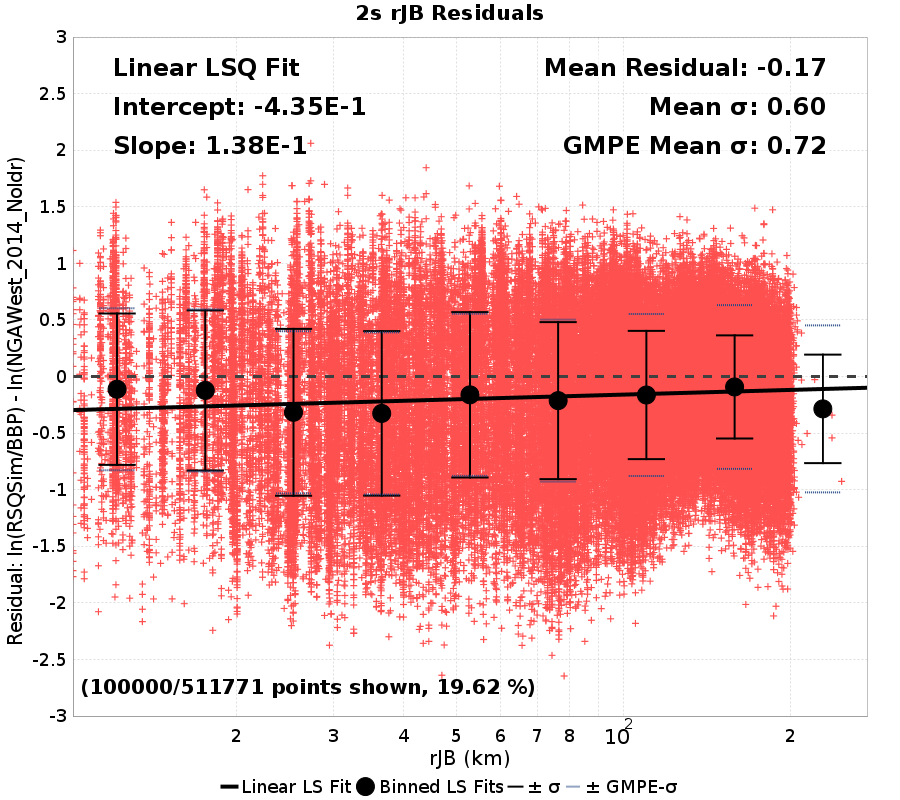 2s rJB Residuals
Linear LSQ Fit
Intercept: -4.35E-1
Slope: 1.38E-1
Mean Residual: -0.17
Mean σ: 0.60
GMPE Mean σ: 0.72
Residual: ln(RSQSim/BBP) - ln(NGAWest_2014_NoIdr)
3
2.5
2
1.5
1
0.5
0
-0.5
-1
-1.5
-2
-2.5
-3
(100000/511771 points shown, 19.62 %)
2 3 4 5 6 7 8 10^2 2
rJB (km)
Linear LS Fit Binned LS Fits ± σ ± GMPE-σ